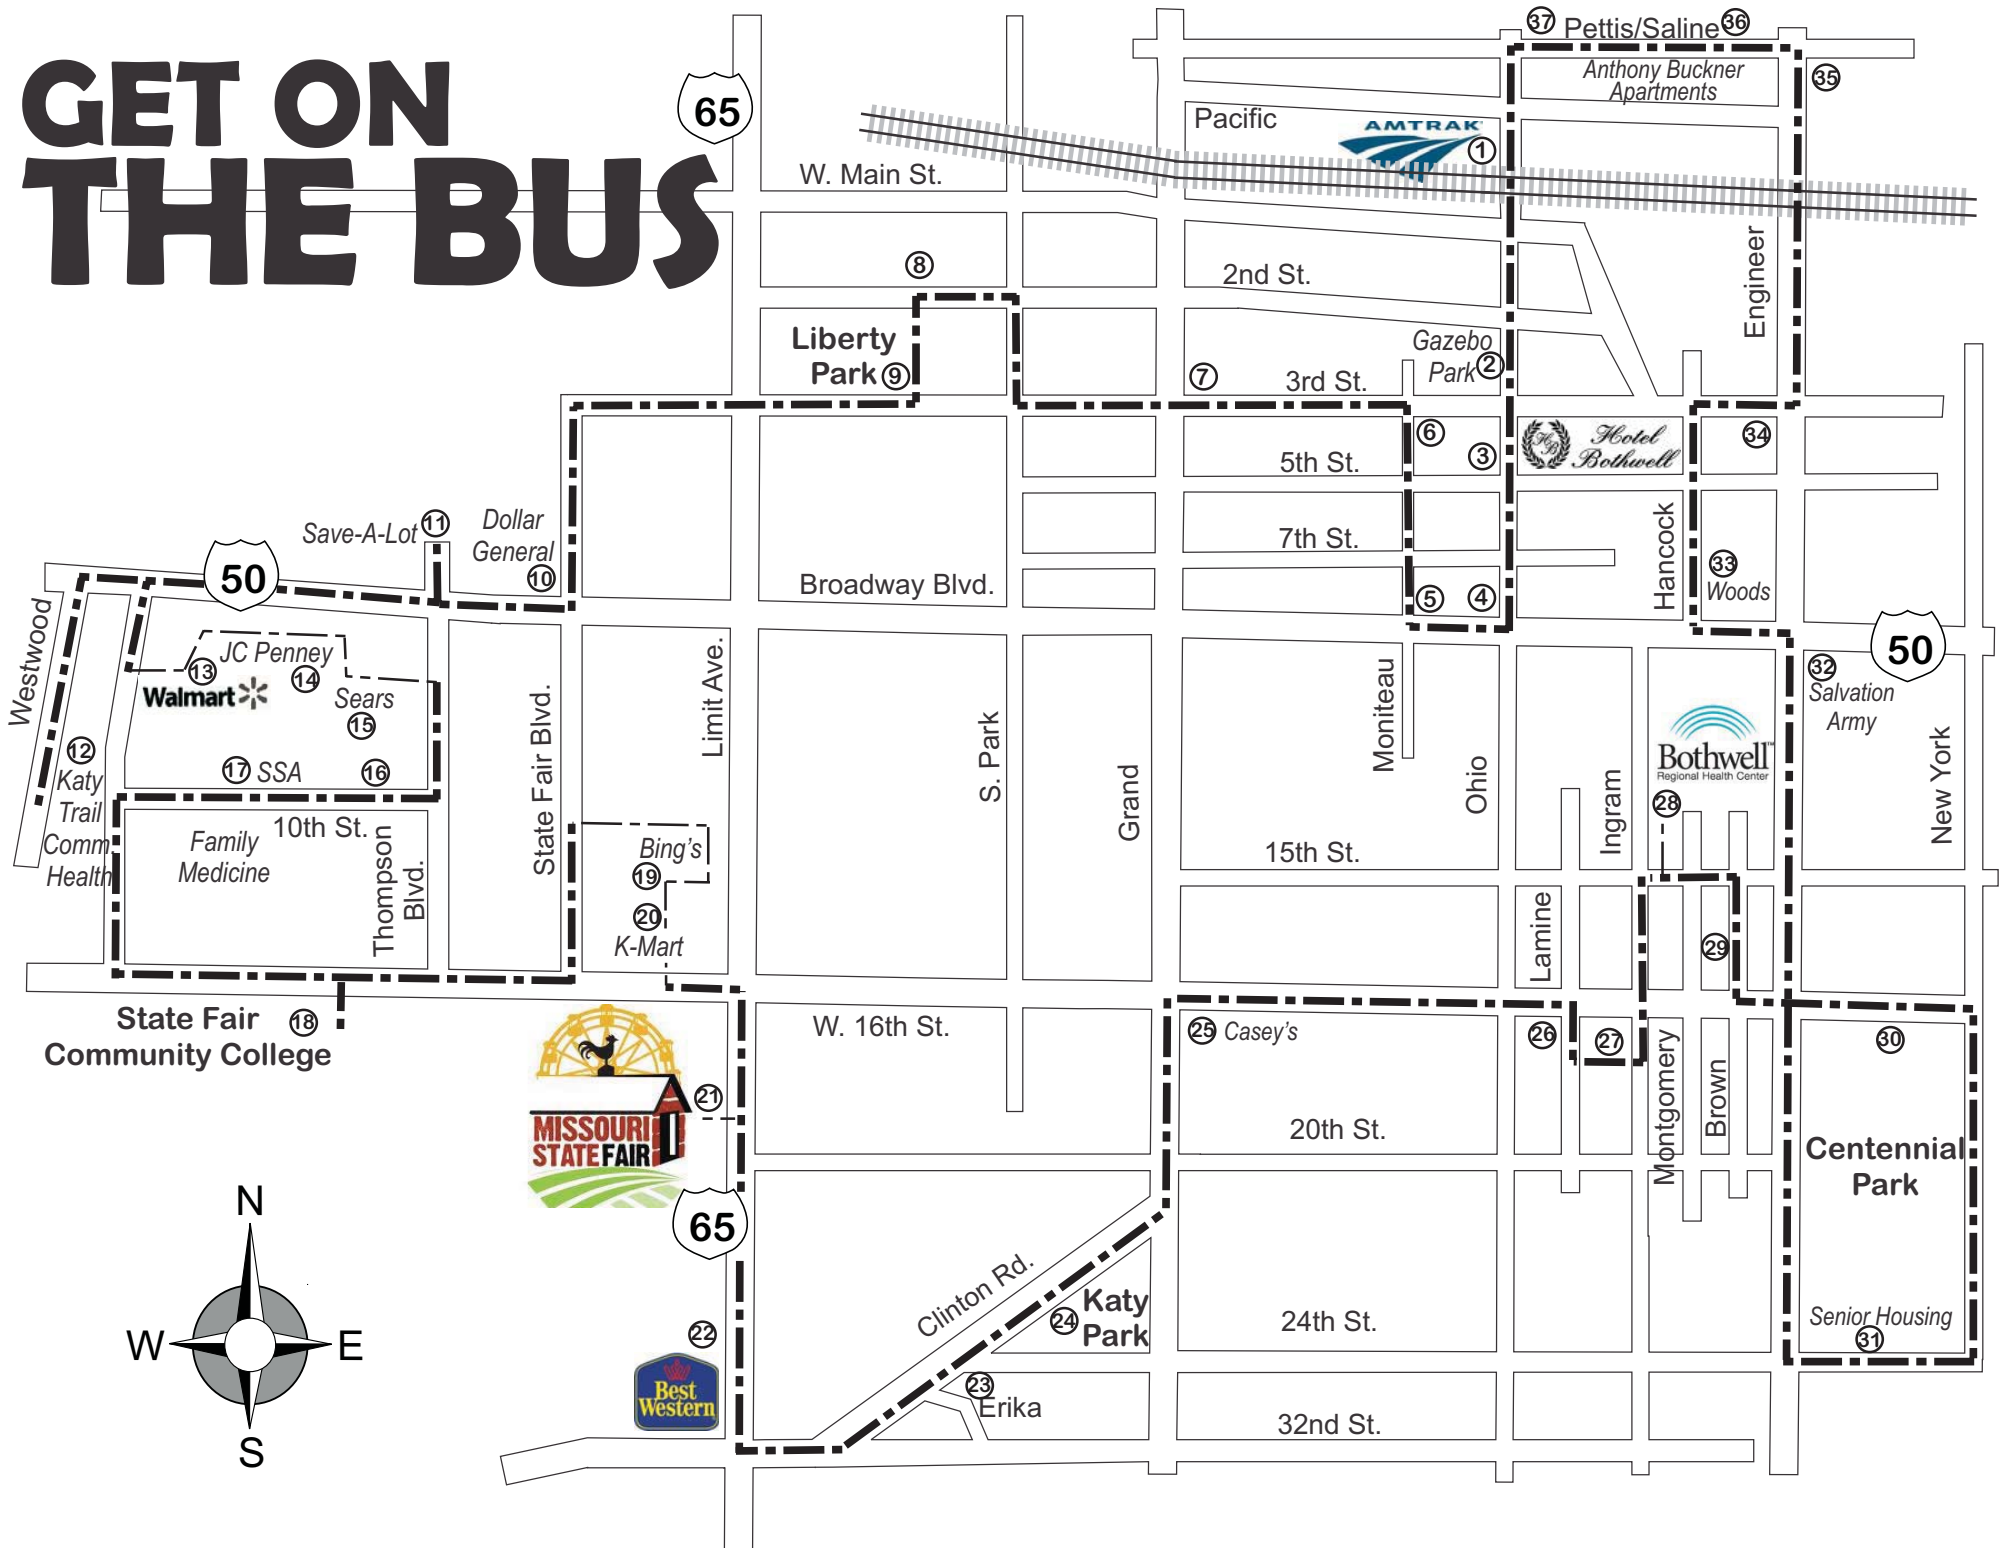 GET ON
THE BUS
65
37
Pettis/Saline
36
Anthony Buckner
Apartments
35
Pacific
AMTRAK
1
W. Main St.
8
2nd St.
Engineer
Liberty
Park
9
7
3rd St.
Gazebo
Park
2
6
3
Hotel
Bothwell
HB
34
5th St.
Save-A-Lot
11
Dollar
General
10
7th St.
Hancock
33
Woods
50
Broadway Blvd.
5
4
50
Westwood
JC Penney
13
14
Walmart
Sears
15
State Fair Blvd.
Limit Ave.
S. Park
Grand
Moniteau
Ohio
Ingram
Bothwell™
Regional Health Center
28
32
Salvation
Army
New York
12
Katy
Trail
Comm.
Health
17
SSA
16
10th St.
Family
Medicine
Thompson
Blvd.
Bing's
19
20
K-Mart
15th St.
Lamine
29
State Fair
Community College
18
W. 16th St.
25
Casey's
26
27
30
21
MISSOURI
STATE FAIR
20th St.
Montgomery
Brown
Centennial
Park
65
Clinton Rd.
22
24
Katy
Park
24th St.
Senior Housing
31
Best
Western
23
Erika
32nd St.
N
W
E
S